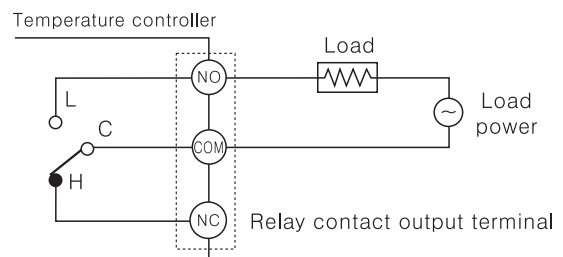 Temperature controller
Load
NO
L
Load
power
C
COM
H
NC
Relay contact output terminal